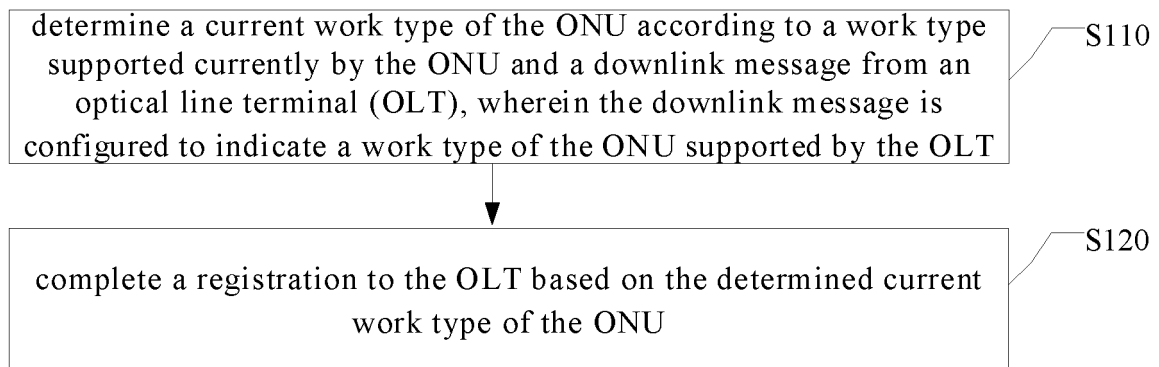 determine a current work type of the ONU according to a work type
supported currently by the ONU and a downlink message from an
optical line terminal (OLT), wherein the downlink message is
configured to indicate a work type of the ONU supported by the OLT
S110
complete a registration to the OLT based on the determined current
work type of the ONU
S120